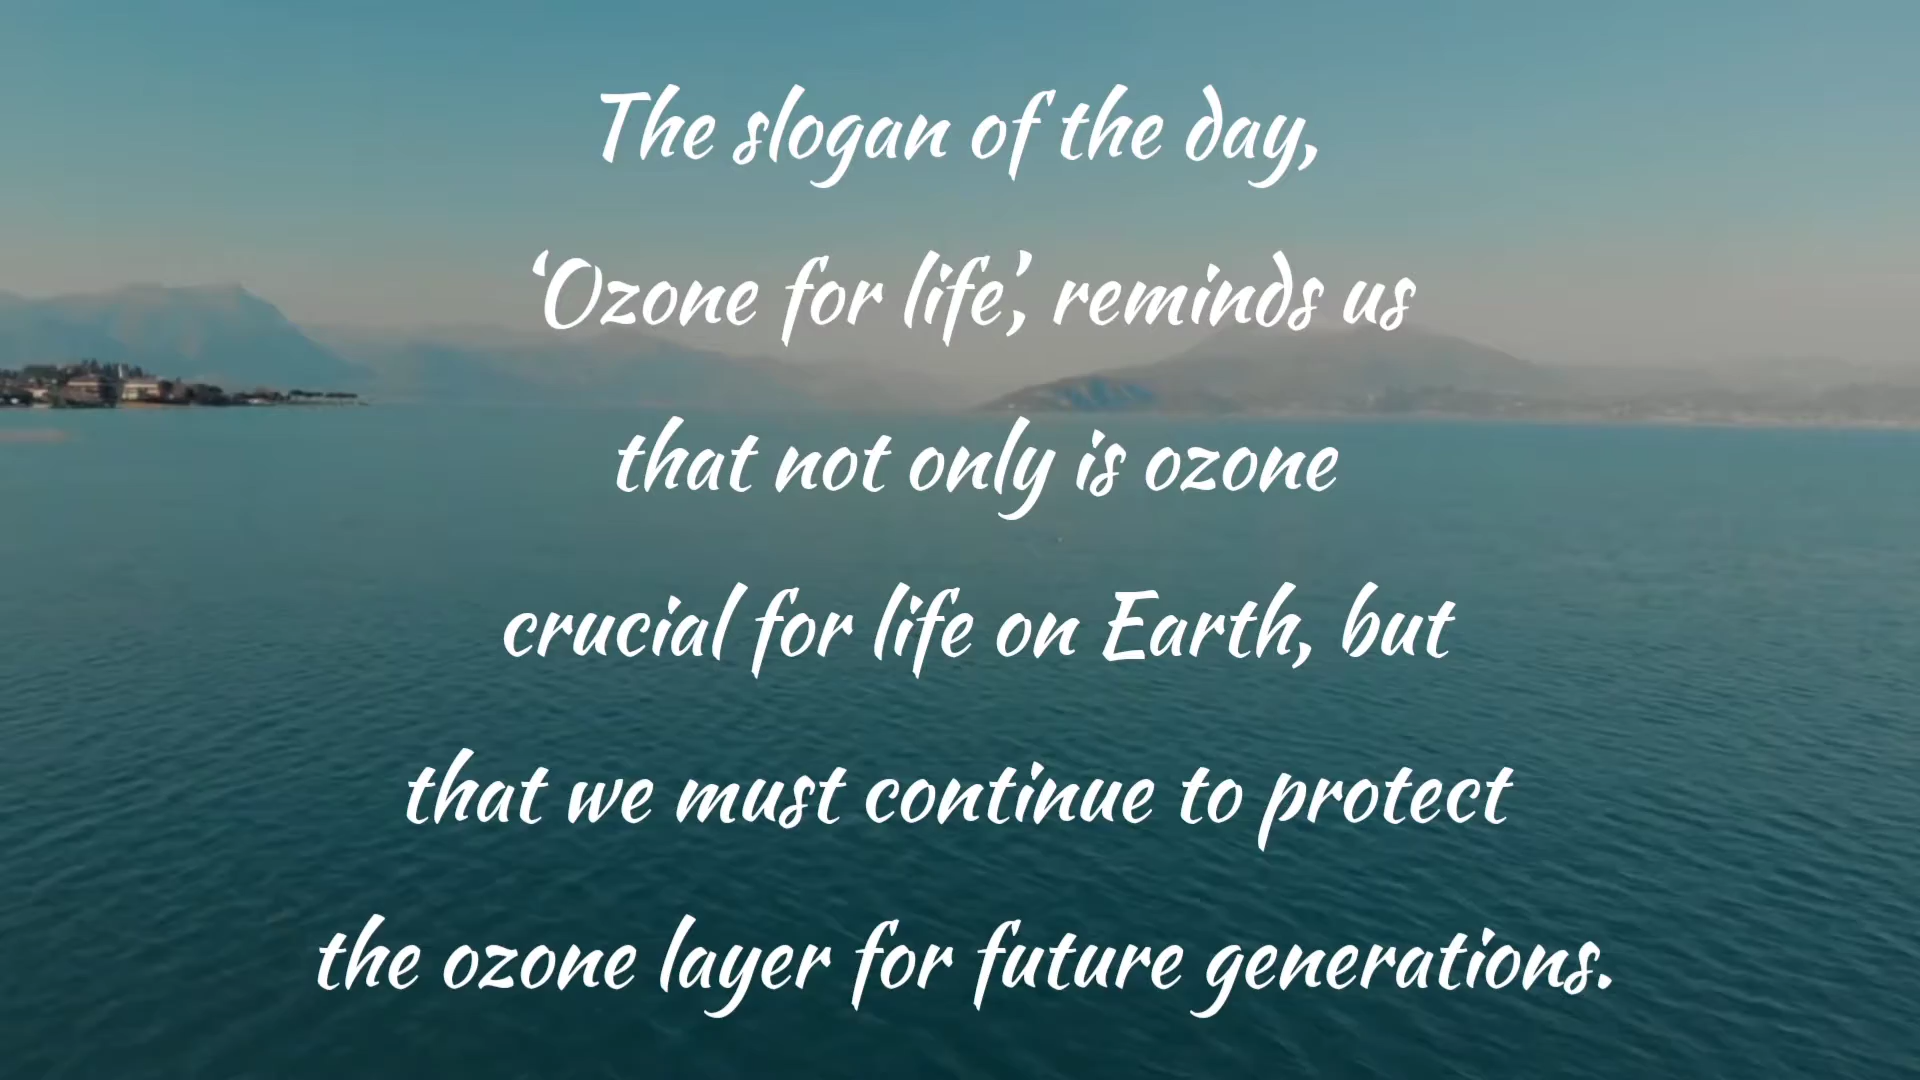 The slogan of the day,
‘Ozone for life’, reminds us
that not only is ozone
crucial for life on Earth, but
that we must continue to protect
the ozone layer for future generations.